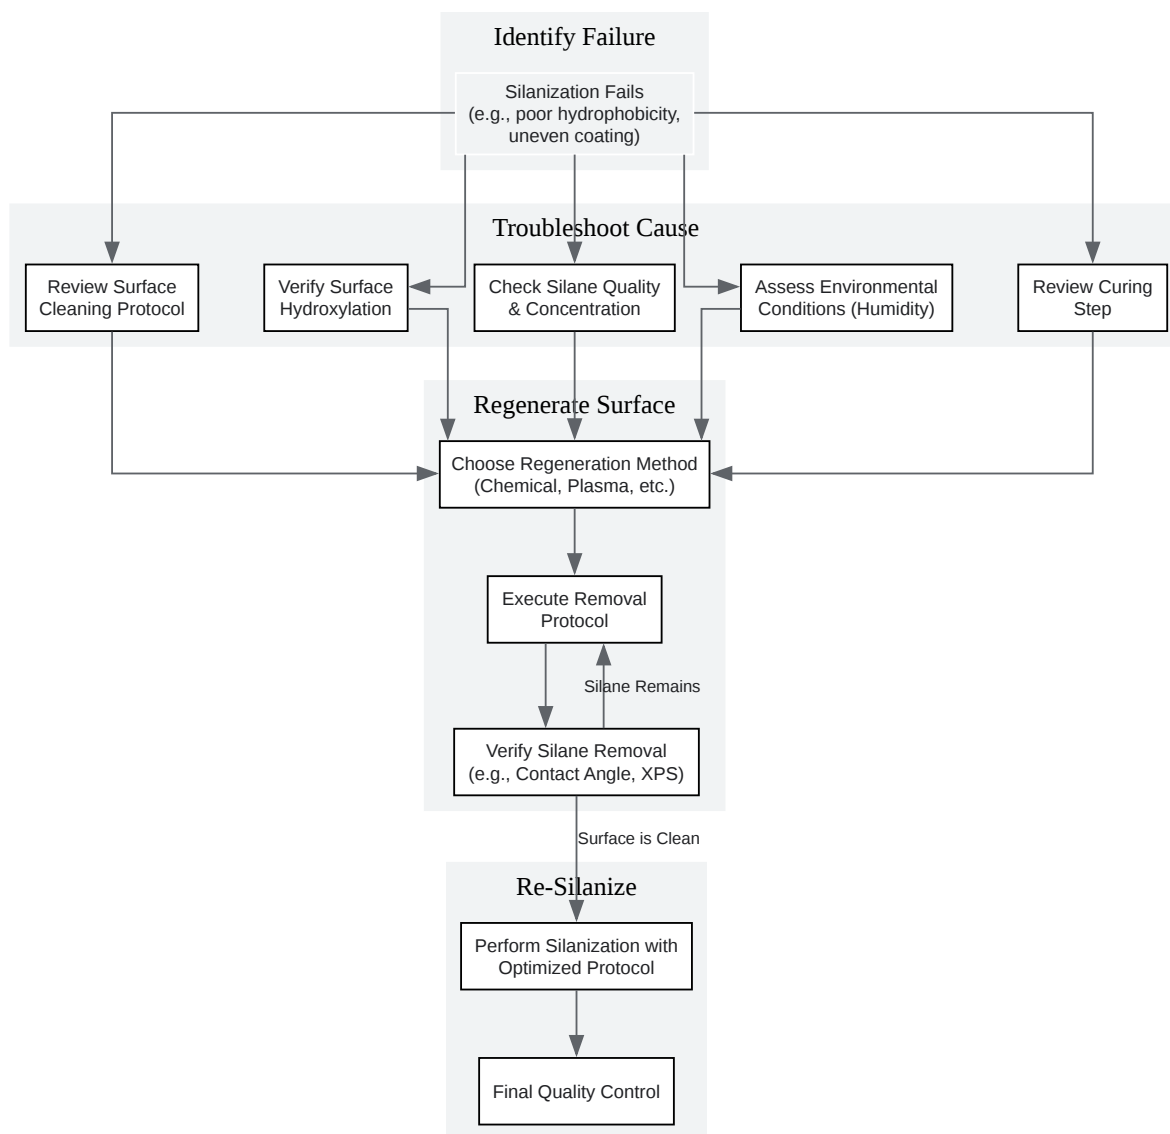 Identify Failure
Silanization Fails
(e.g., poor hydrophobicity,
uneven coating)
Troubleshoot Cause
Review Surface
Cleaning Protocol
Verify Surface
Hydroxylation
Check Silane Quality
& Concentration
Assess Environmental
Conditions (Humidity)
Review Curing
Step
Regenerate Surface
Choose Regeneration Method
(Chemical, Plasma, etc.)
Execute Removal
Protocol
Silane Remains
Verify Silane Removal
(e.g., Contact Angle, XPS)
Surface is Clean
Re-Silanize
Perform Silanization with
Optimized Protocol
Final Quality Control